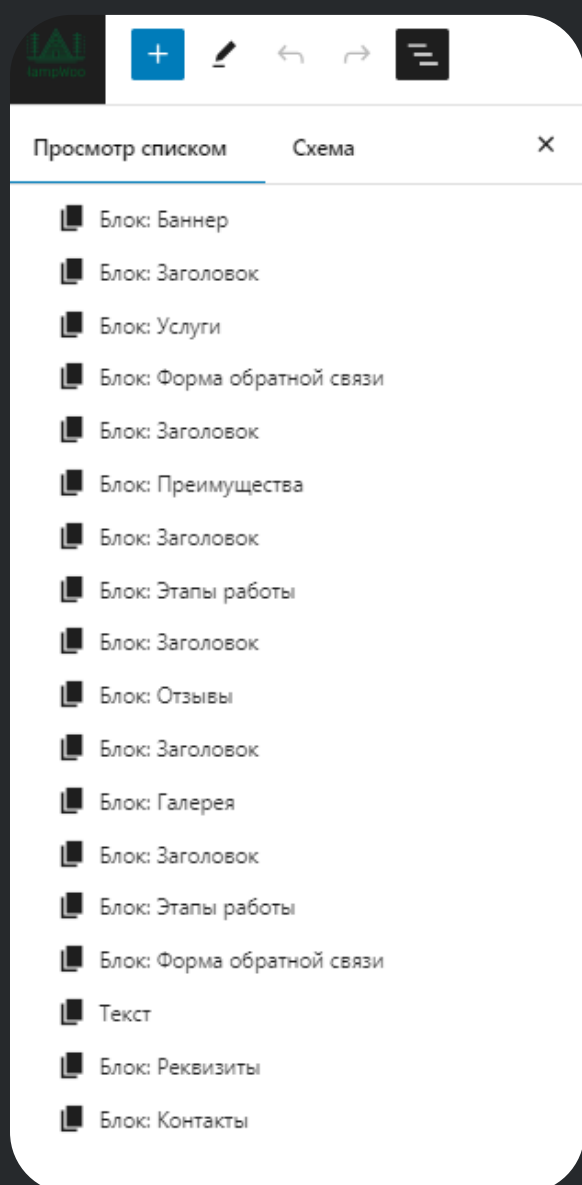 lampwoo
Просмотр списком
Схема
Блок: Баннер
Блок: Заголовок
Блок: Услуги
Блок: Форма обратной связи
Блок: Заголовок
Блок: Преимущества
Блок: Заголовок
Блок: Этапы работы
Блок: Заголовок
Блок: Отзывы
Блок: Заголовок
Блок: Галерея
Блок: Заголовок
Блок: Этапы работы
Блок: Форма обратной связи
Текст
Блок: Реквизиты
Блок: Контакты